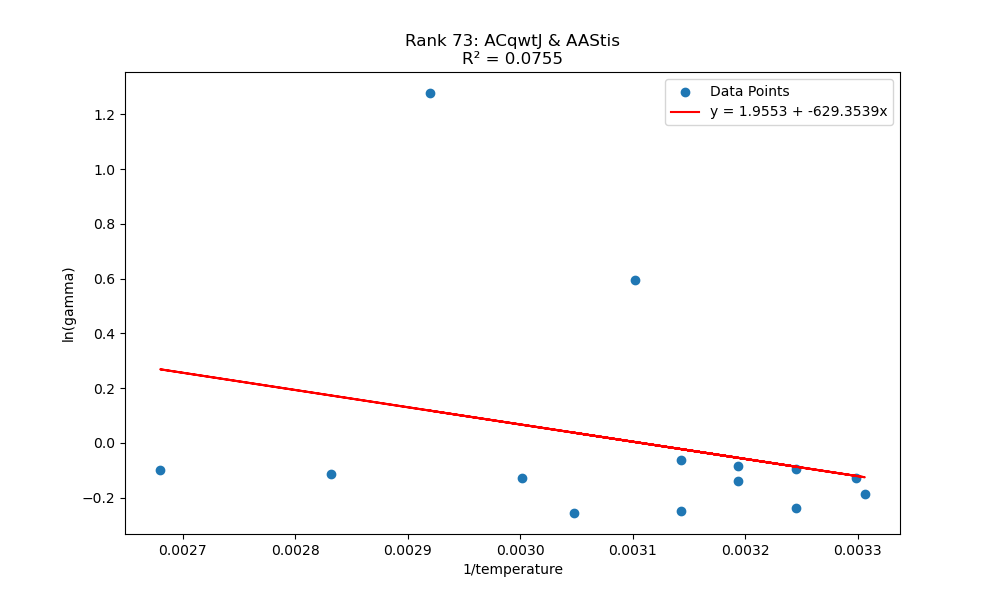 Rank 73: ACqwtJ & AAStis
R² = 0.0755
Data Points
y = 1.9553 + -629.3539x
ln(gamma)
1.2
1.0
0.8
0.6
0.4
0.2
0.0
−0.2
0.0027
0.0028
0.0029
0.0030
0.0031
0.0032
0.0033
1/temperature